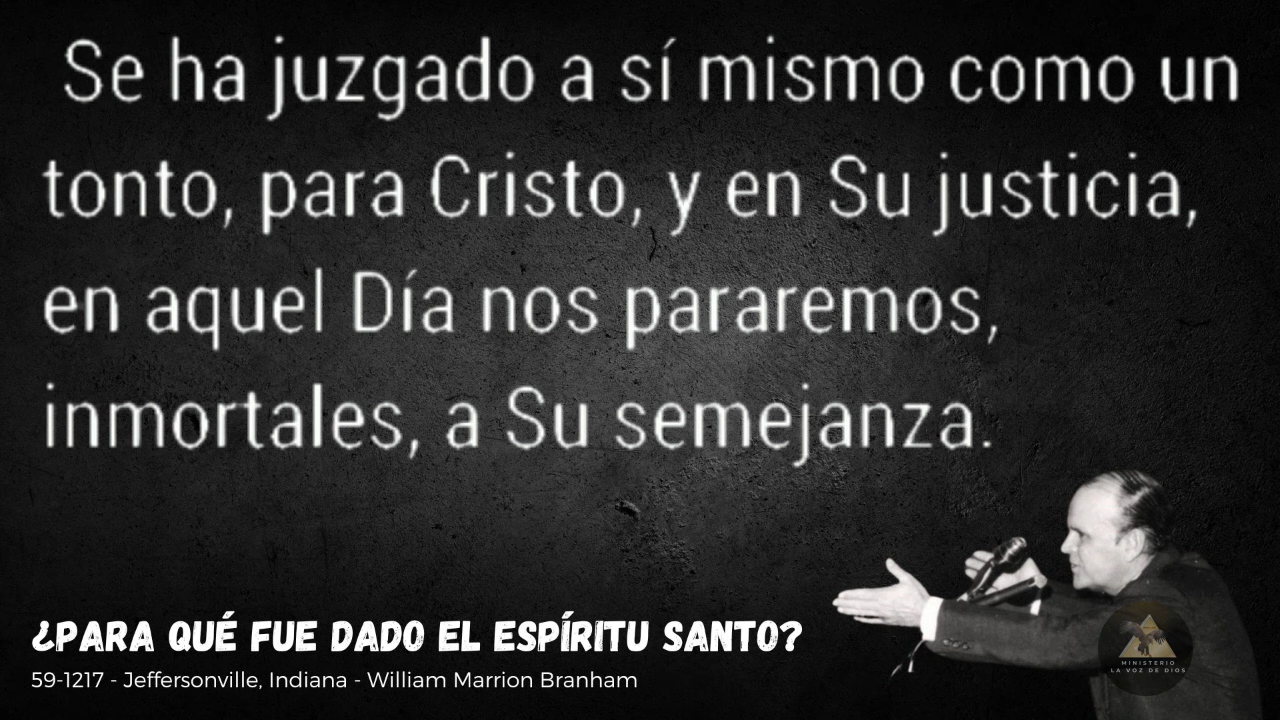 Se ha juzgado a sí mismo como un
tonto, para Cristo, y en Su justicia,
en aquel Día nos pararemos,
inmortales, a Su semejanza.
¿PARA QUÉ FUE DADO EL ESPÍRITU SANTO?
59-1217 - Jeffersonville, Indiana - William Marrion Branham
MINISTERIO
LA VOZ DE DIOS